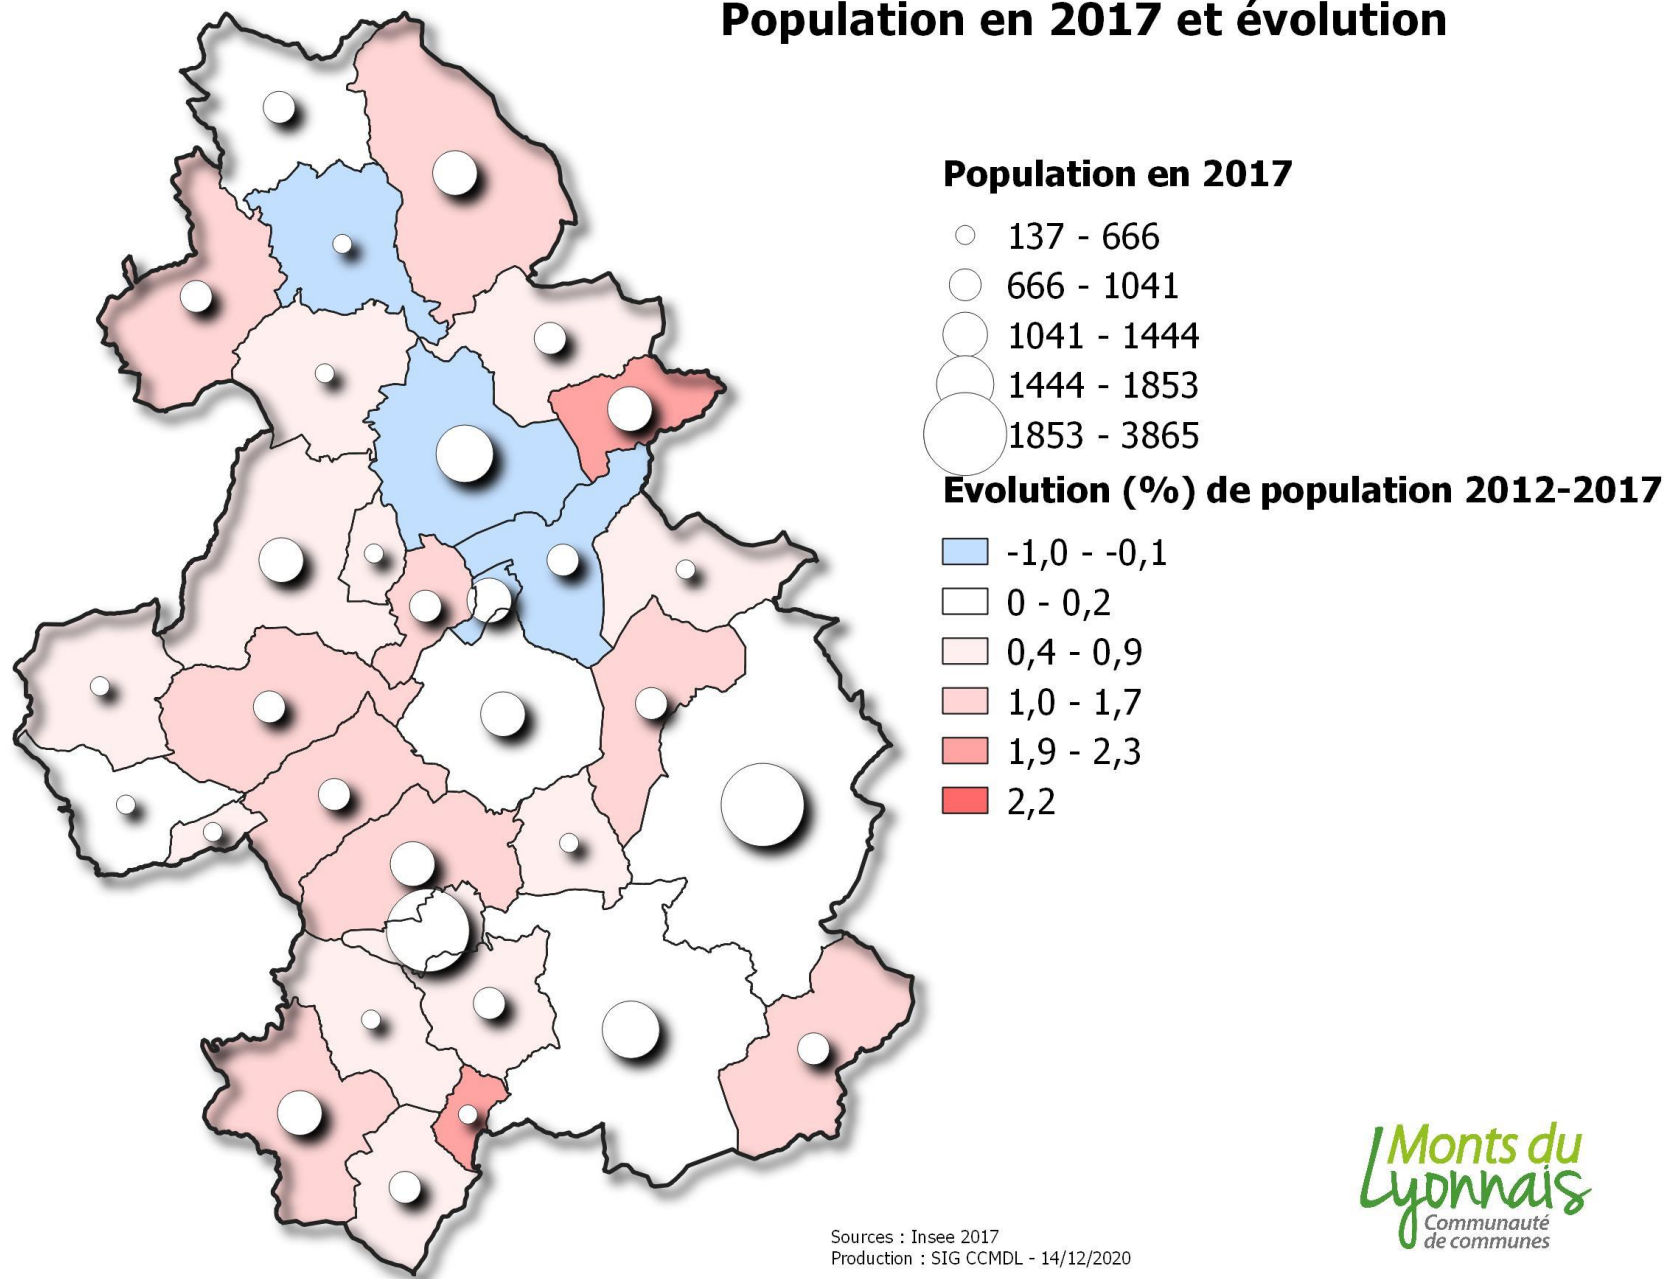 Population en 2017 et évolution
Population en 2017
137 - 666
666 - 1041
1041 - 1444
1444 - 1853
1853 - 3865
Evolution (%) de population 2012-2017
-1,0 - -0,1
0 - 0,2
0,4 - 0,9
1,0 - 1,7
1,9 - 2,3
2,2
Monts du
Lyonnais
Communauté
de communes
Sources : Insee 2017
Production : SIG CCMDL - 14/12/2020